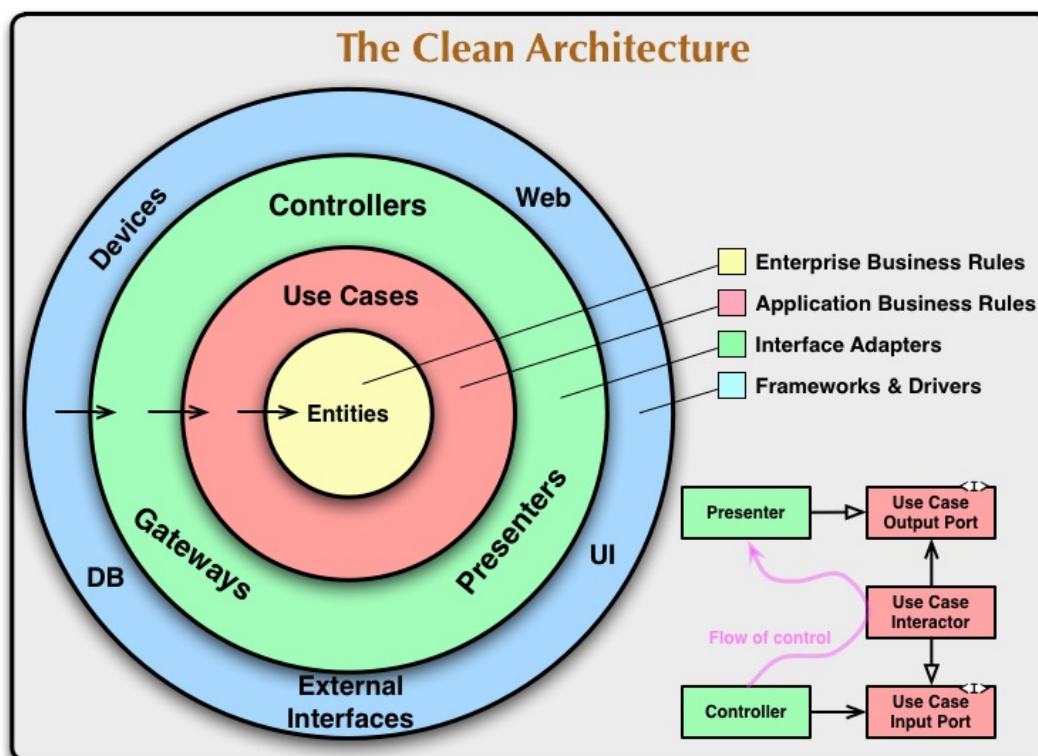 The Clean Architecture
Devices
Web
Controllers
Use Cases
Entities
Gateways
Presenters
DB
UI
External
Interfaces
Enterprise Business Rules
Application Business Rules
Interface Adapters
Frameworks & Drivers
Presenter
<I>
Use Case
Output Port
Use Case
Interactor
Flow of control
Controller
<I>
Use Case
Input Port